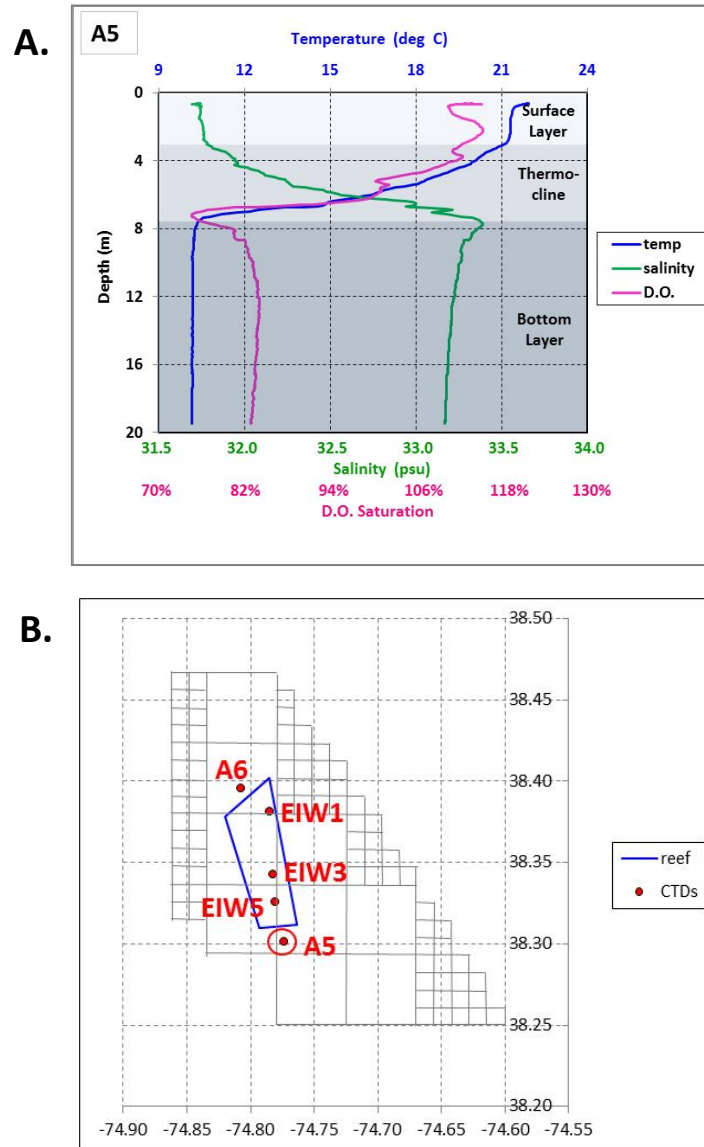 A.
A5
Temperature (deg C)
9 12 15 18 21 24
0
4
8
12
16
20
Depth (m)
Surface
Layer
Thermo-
cline
Bottom
Layer
temp
salinity
D.O.
31.5 32.0 32.5 33.0 33.5 34.0
Salinity (psu)
70% 82% 94% 106% 118% 130%
D.O. Saturation
B.
38.50
38.45
38.40
38.35
38.30
38.25
38.20
A6
EIW1
EIW3
EIW5
A5
reef
CTDs
-74.90 -74.85 -74.80 -74.75 -74.70 -74.65 -74.60 -74.55